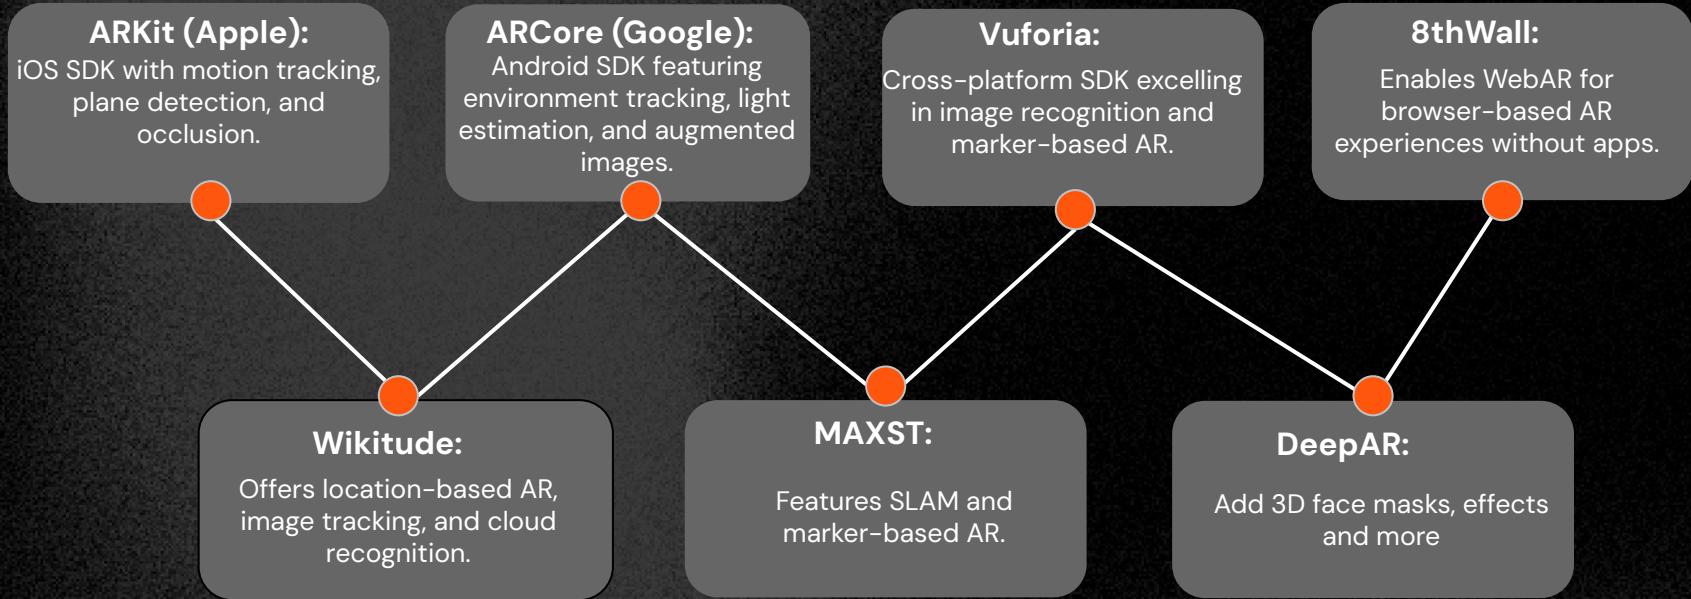 ARKit (Apple):
iOS SDK with motion tracking,
plane detection, and
occlusion.
ARCore (Google):
Android SDK featuring
environment tracking, light
estimation, and augmented
images.
Vuforia:
Cross-platform SDK excelling
in image recognition and
marker-based AR.
8thWall:
Enables WebAR for
browser-based AR
experiences without apps.
Wikitude:
Offers location-based AR,
image tracking, and cloud
recognition.
MAXST:
Features SLAM and
marker-based AR.
DeepAR:
Add 3D face masks, effects
and more